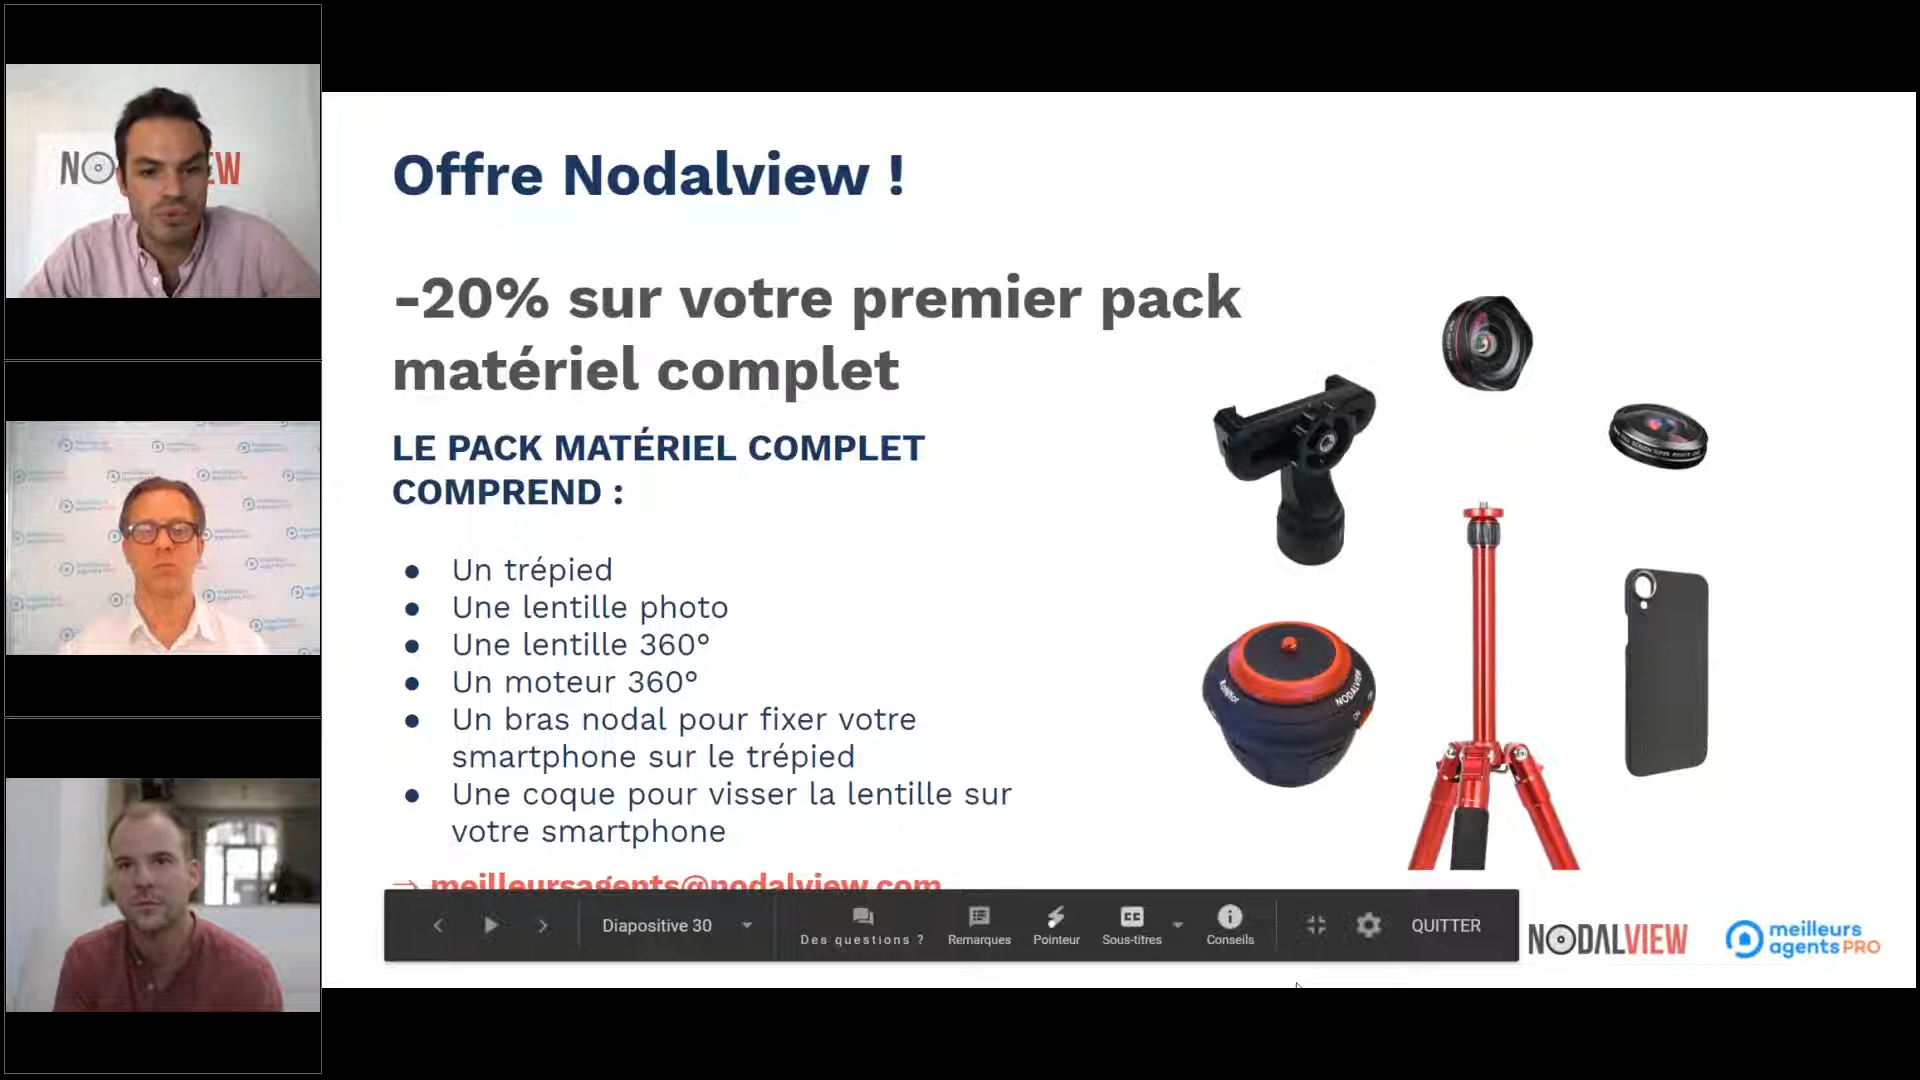 Offre Nodalview !
-20% sur votre premier pack
matériel complet
LE PACK MATÉRIEL COMPLET
COMPREND :
● Un trépied
● Une lentille photo
● Une lentille 360°
● Un moteur 360°
● Un bras nodal pour fixer votre
smartphone sur le trépied
● Une coque pour visser la lentille sur
votre smartphone
→ meilleursagents@nodalview.com
NODALVIEW
Diapositive 30
Des questions ?
Remarques
Pointeur
Sous-titres
Conseils
QUITTER
NODALVIEW
meilleurs
agents PRO